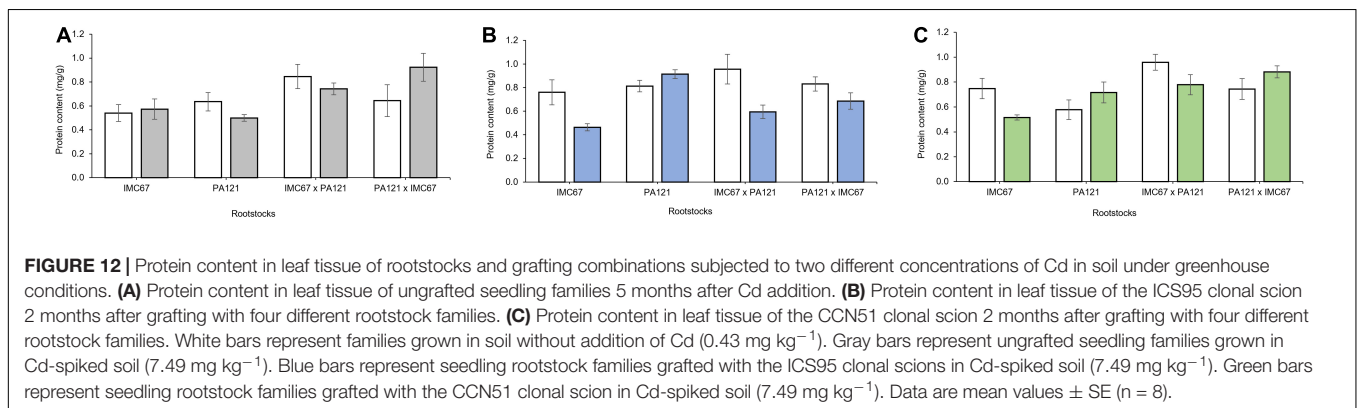 A
Protein content (mg/g)
1.2
1.0
0.8
0.6
0.4
0.2
0.0
IMC67 PA121 IMC67 x PA121 PA121 x IMC67
Rootstocks
B
Protein content (mg/g)
1.2
1.0
0.8
0.6
0.4
0.2
0.0
IMC67 PA121 IMC67 x PA121 PA121 x IMC67
Rootstocks
C
Protein content (mg/g)
1.2
1.0
0.8
0.6
0.4
0.2
0.0
IMC67 PA121 IMC67 x PA121 PA121 x IMC67
Rootstocks
FIGURE 12 | Protein content in leaf tissue of rootstocks and grafting combinations subjected to two different concentrations of Cd in soil under greenhouse
conditions. (A) Protein content in leaf tissue of ungrafted seedling families 5 months after Cd addition. (B) Protein content in leaf tissue of the ICS95 clonal scion
2 months after grafting with four different rootstock families. (C) Protein content in leaf tissue of the CCN51 clonal scion 2 months after grafting with four different
rootstock families. White bars represent families grown in soil without addition of Cd (0.43 mg kg⁻¹). Gray bars represent ungrafted seedling families grown in
Cd-spiked soil (7.49 mg kg⁻¹). Blue bars represent seedling rootstock families grafted with the ICS95 clonal scions in Cd-spiked soil (7.49 mg kg⁻¹). Green bars
represent seedling rootstock families grafted with the CCN51 clonal scion in Cd-spiked soil (7.49 mg kg⁻¹). Data are mean values ± SE (n = 8).